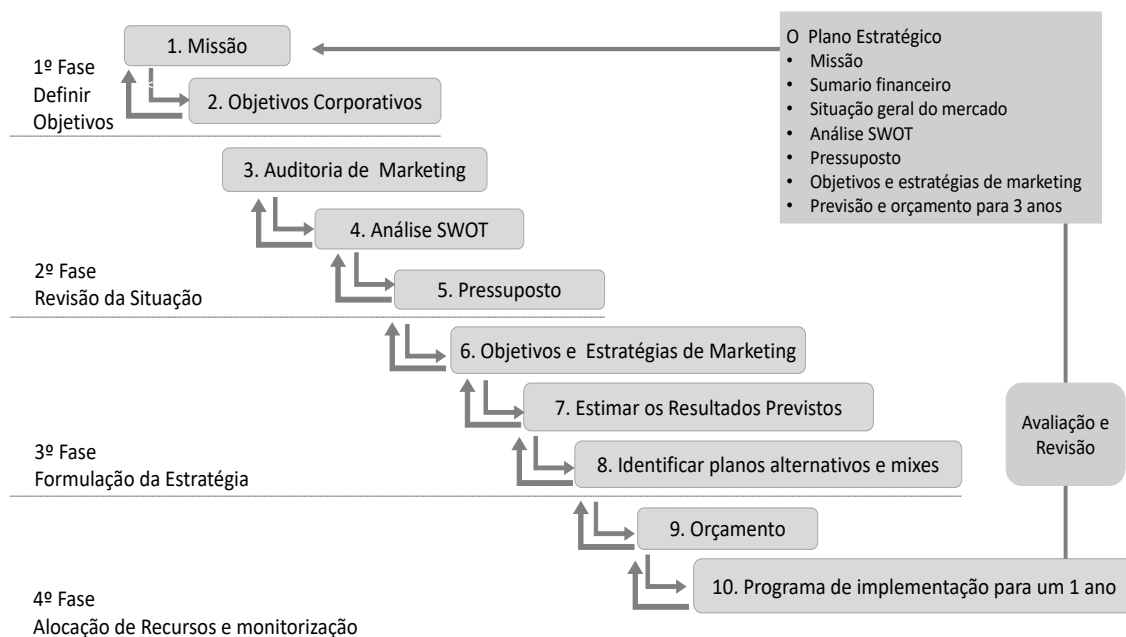 1. Missão
1º Fase
Definir
Objetivos
2. Objetivos Corporativos
O Plano Estratégico
• Missão
• Sumario financeiro
• Situação geral do mercado
• Análise SWOT
• Pressuposto
• Objetivos e estratégias de marketing
• Previsão e orçamento para 3 anos
3. Auditoria de Marketing
4. Análise SWOT
2º Fase
Revisão da Situação
5. Pressuposto
6. Objetivos e Estratégias de Marketing
7. Estimar os Resultados Previstos
3º Fase
Formulação da Estratégia
8. Identificar planos alternativos e mixes
Avaliação e
Revisão
9. Orçamento
10. Programa de implementação para um 1 ano
4º Fase
Alocação de Recursos e monitorização